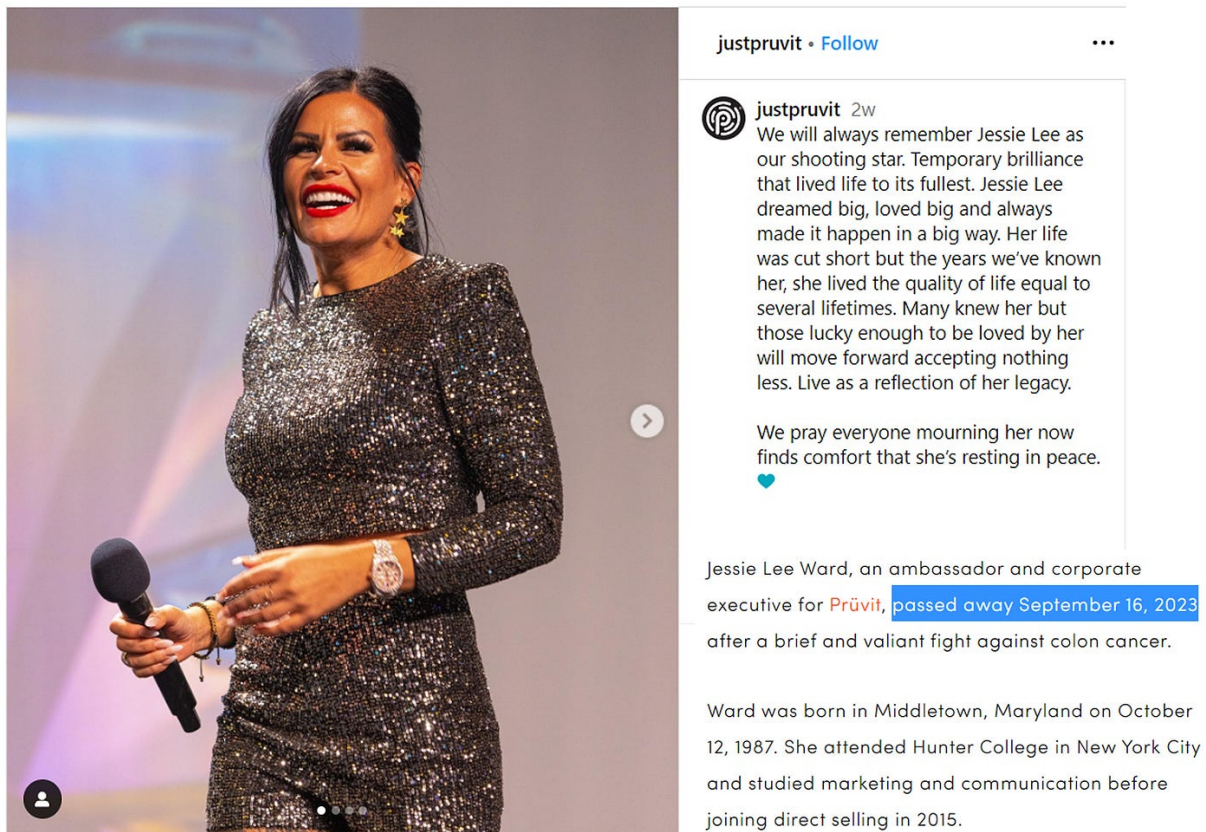 justpruvit • Follow
justpruvit 2w
We will always remember Jessie Lee as
our shooting star. Temporary brilliance
that lived life to its fullest. Jessie Lee
dreamed big, loved big and always
made it happen in a big way. Her life
was cut short but the years we’ve known
her, she lived the quality of life equal to
several lifetimes. Many knew her but
those lucky enough to be loved by her
will move forward accepting nothing
less. Live as a reflection of her legacy.
We pray everyone mourning her now
finds comfort that she’s resting in peace.
Jessie Lee Ward, an ambassador and corporate
executive for Prüvit, passed away September 16, 2023
after a brief and valiant fight against colon cancer.
Ward was born in Middletown, Maryland on October
12, 1987. She attended Hunter College in New York City
and studied marketing and communication before
joining direct selling in 2015.